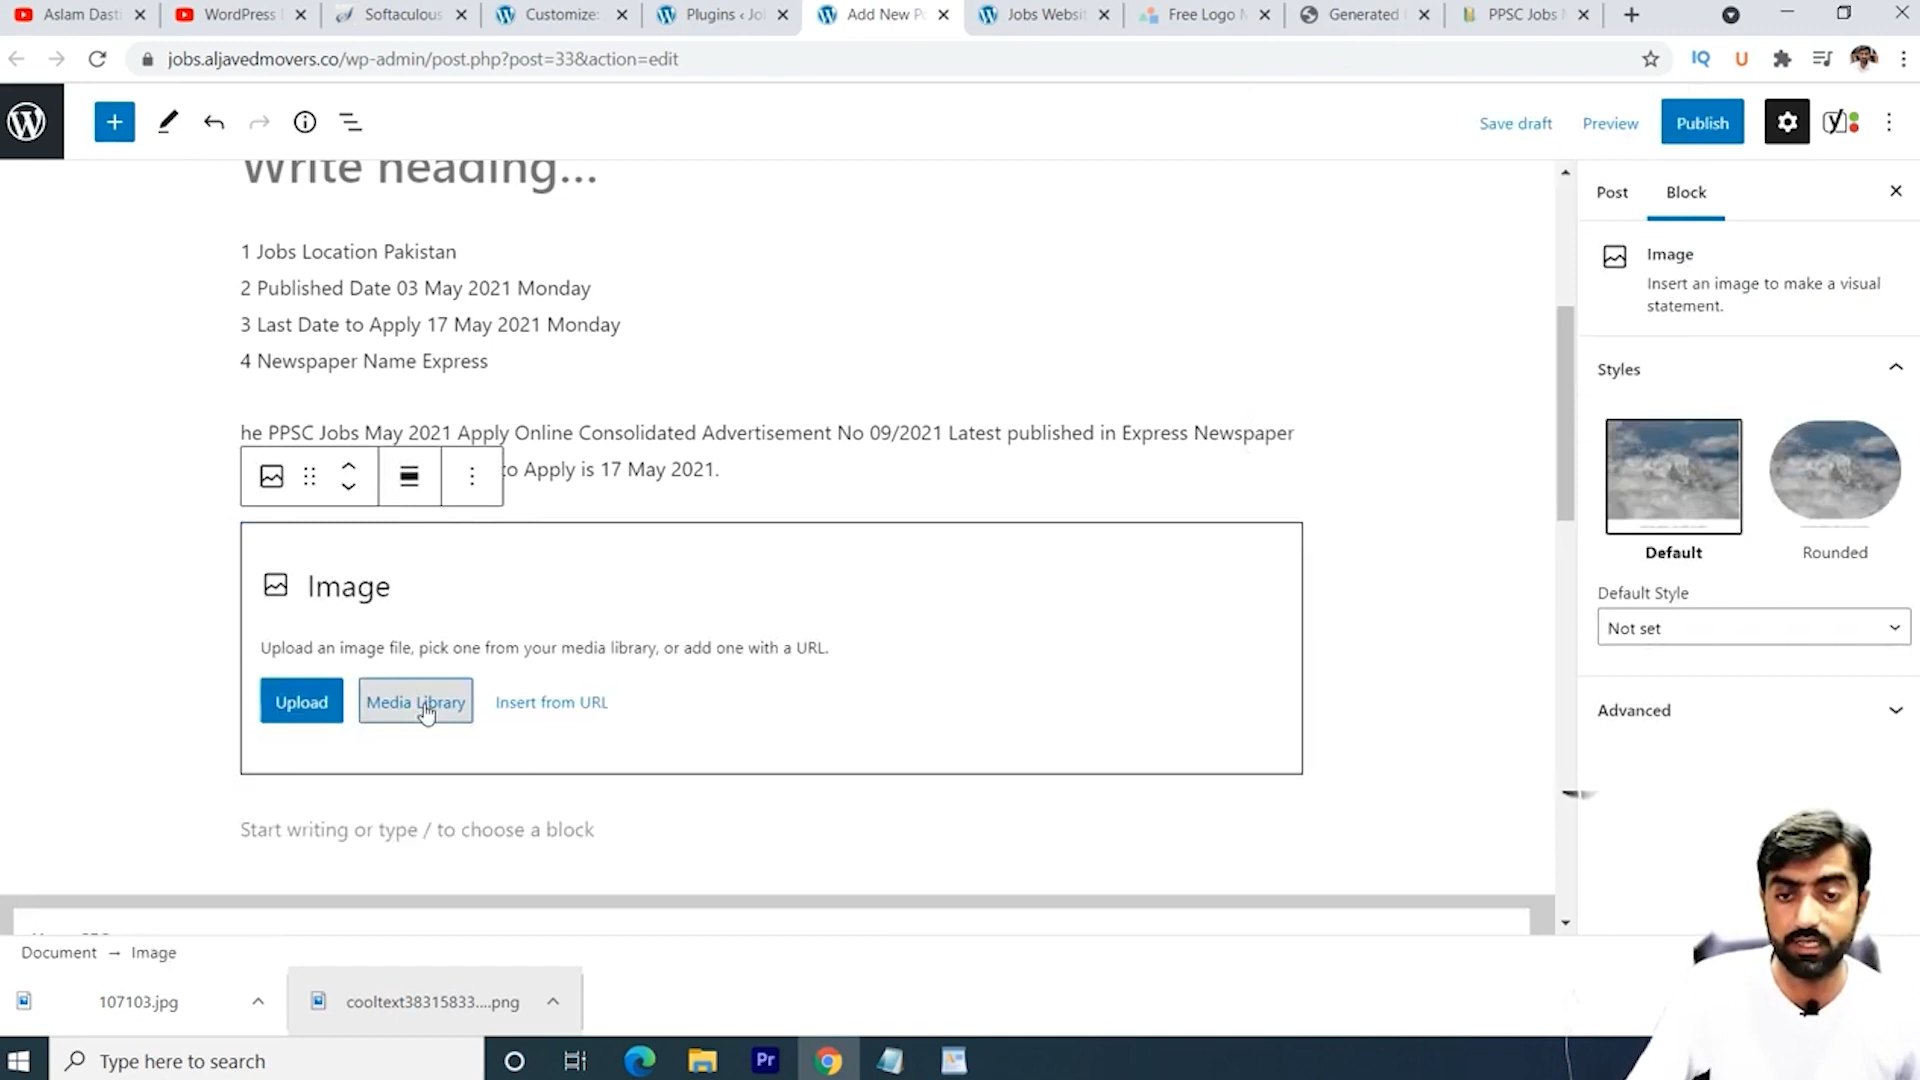 Aslam Dasti
WordPress
Softaculous
Customize:
Plugins ‹ Jo
Add New Po
Jobs Websit
Free Logo M
Generated
PPSC Jobs
jobs.aljavedmovers.co/wp-admin/post.php?post=33&action=edit
IQ
U
Save draft
Preview
Publish
Write heading...
1 Jobs Location Pakistan
2 Published Date 03 May 2021 Monday
3 Last Date to Apply 17 May 2021 Monday
4 Newspaper Name Express
he PPSC Jobs May 2021 Apply Online Consolidated Advertisement No 09/2021 Latest published in Express Newspaper
to Apply is 17 May 2021.
Image
Upload an image file, pick one from your media library, or add one with a URL.
Upload
Media Library
Insert from URL
Start writing or type / to choose a block
Post
Block
Image
Insert an image to make a visual
statement.
Styles
Default
Rounded
Default Style
Not set
Advanced
Document → Image
107103.jpg
cooltext38315833....png
Type here to search
Pr